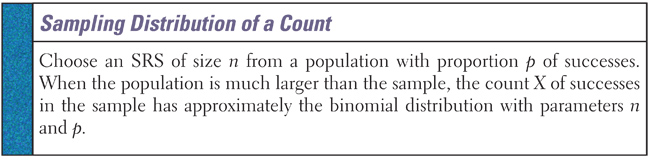 Sampling Distribution of a Count
Choose an SRS of size n from a population with proportion p of successes.
When the population is much larger than the sample, the count X of successes
in the sample has approximately the binomial distribution with parameters n
and p.